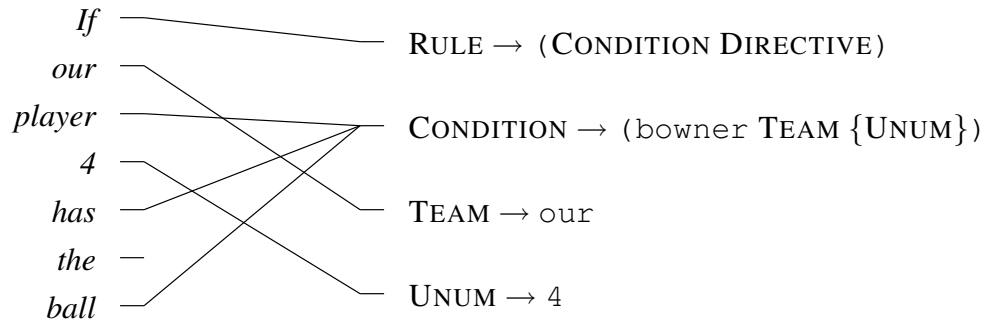 If
our
player
4
has
the
ball
RULE → (CONDITION DIRECTIVE)
CONDITION → (bowner TEAM {UNUM})
TEAM → our
UNUM → 4